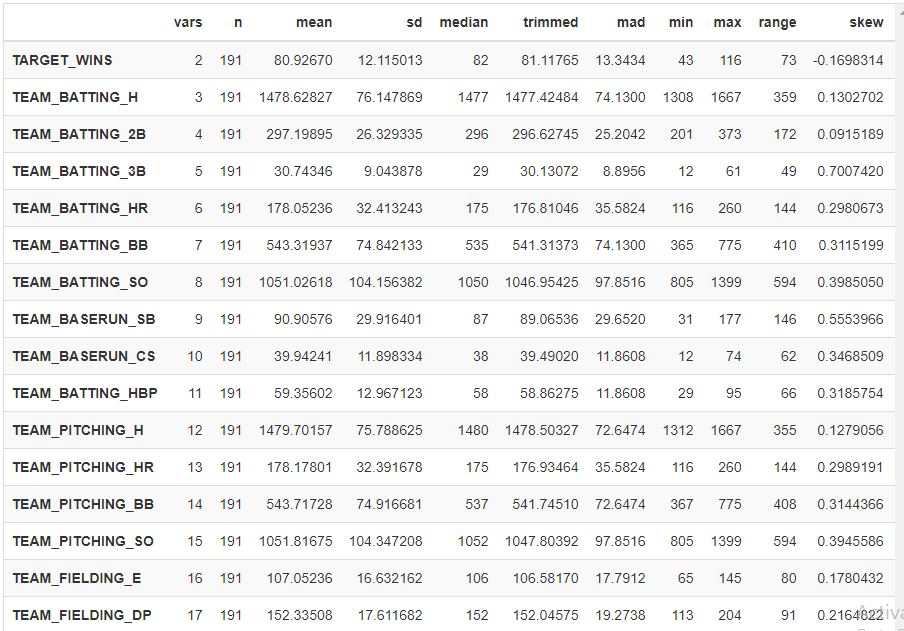 vars n mean sd median trimmed mad min max range skew
TARGET_WINS 2 191 80.92670 12.115013 82 81.11765 13.3434 43 116 73 -0.1698314
TEAM_BATTING_H 3 191 1478.62827 76.147869 1477 1477.42484 74.1300 1308 1667 359 0.1302702
TEAM_BATTING_2B 4 191 297.19895 26.329335 296 296.62745 25.2042 201 373 172 0.0915189
TEAM_BATTING_3B 5 191 30.74346 9.043878 29 30.13072 8.8956 12 61 49 0.7007420
TEAM_BATTING_HR 6 191 178.05236 32.413243 175 176.81046 35.5824 116 260 144 0.2980673
TEAM_BATTING_BB 7 191 543.31937 74.842133 535 541.31373 74.1300 365 775 410 0.3115199
TEAM_BATTING_SO 8 191 1051.02618 104.156382 1050 1046.95425 97.8516 805 1399 594 0.3985050
TEAM_BASERUN_SB 9 191 90.90576 29.916401 87 89.06536 29.6520 31 177 146 0.5553966
TEAM_BASERUN_CS 10 191 39.94241 11.898334 38 39.49020 11.8608 12 74 62 0.3468509
TEAM_BATTING_HBP 11 191 59.35602 12.967123 58 58.86275 11.8608 29 95 66 0.3185754
TEAM_PITCHING_H 12 191 1479.70157 75.788625 1480 1478.50327 72.6474 1312 1667 355 0.1279056
TEAM_PITCHING_HR 13 191 178.17801 32.391678 175 176.93464 35.5824 116 260 144 0.2989191
TEAM_PITCHING_BB 14 191 543.71728 74.916681 537 541.74510 72.6474 367 775 408 0.3144366
TEAM_PITCHING_SO 15 191 1051.81675 104.347208 1052 1047.80392 97.8516 805 1399 594 0.3945586
TEAM_FIELDING_E 16 191 107.05236 16.632162 106 106.58170 17.7912 65 145 80 0.1780432
TEAM_FIELDING_DP 17 191 152.33508 17.611682 152 152.04575 19.2738 113 204 91 0.2164822